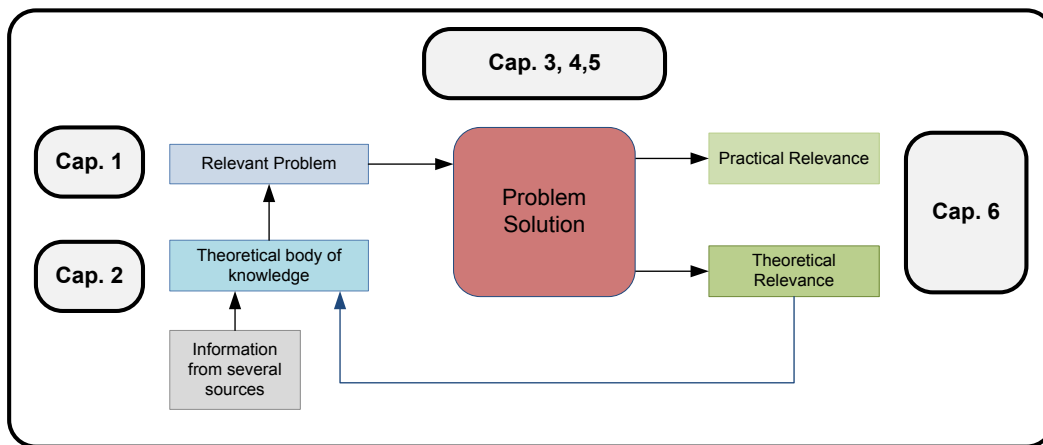 Cap. 3, 4,5
Cap. 1
Relevant Problem
Problem
Solution
Practical Relevance
Cap. 6
Cap. 2
Theoretical body of
knowledge
Theoretical
Relevance
Information
from several
sources